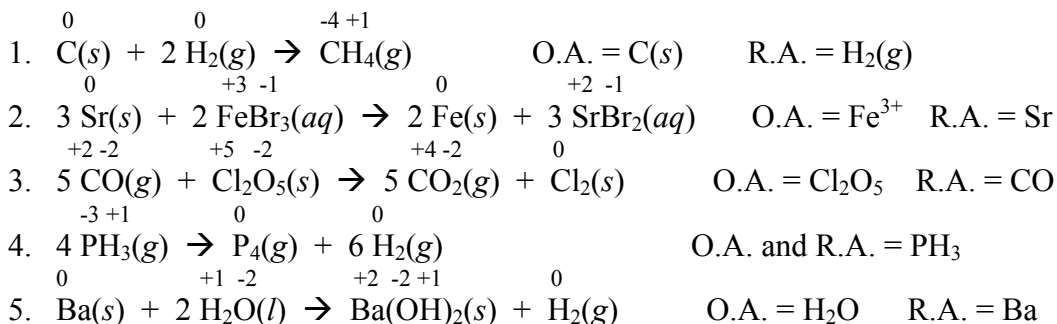 0 0 -4 +1
1. C(s) + 2 H₂(g) → CH₄(g) O.A. = C(s) R.A. = H₂(g)
0 +3 -1 0 +2 -1
2. 3 Sr(s) + 2 FeBr₃(aq) → 2 Fe(s) + 3 SrBr₂(aq) O.A. = Fe³⁺ R.A. = Sr
+2 -2 +5 -2 +4 -2 0
3. 5 CO(g) + Cl₂O₅(s) → 5 CO₂(g) + Cl₂(s) O.A. = Cl₂O₅ R.A. = CO
-3 +1 0 0
4. 4 PH₃(g) → P₄(g) + 6 H₂(g) O.A. and R.A. = PH₃
0 +1 -2 +2 -2 +1 0
5. Ba(s) + 2 H₂O(l) → Ba(OH)₂(s) + H₂(g) O.A. = H₂O R.A. = Ba